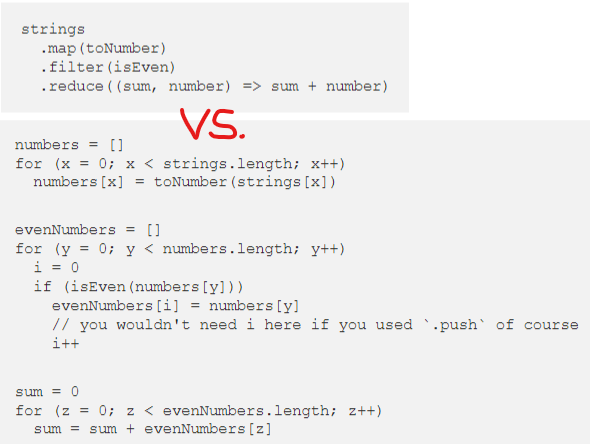 strings
  .map(toNumber)
  .filter(isEven)
  .reduce((sum, number) => sum + number)
VS.
numbers = []
for (x = 0; x < strings.length; x++)
  numbers[x] = toNumber(strings[x])
evenNumbers = []
for (y = 0; y < numbers.length; y++)
  i = 0
  if (isEven(numbers[y]))
    evenNumbers[i] = numbers[y]
    // you wouldn't need i here if you used `.push` of course
    i++
sum = 0
for (z = 0; z < evenNumbers.length; z++)
  sum = sum + evenNumbers[z]